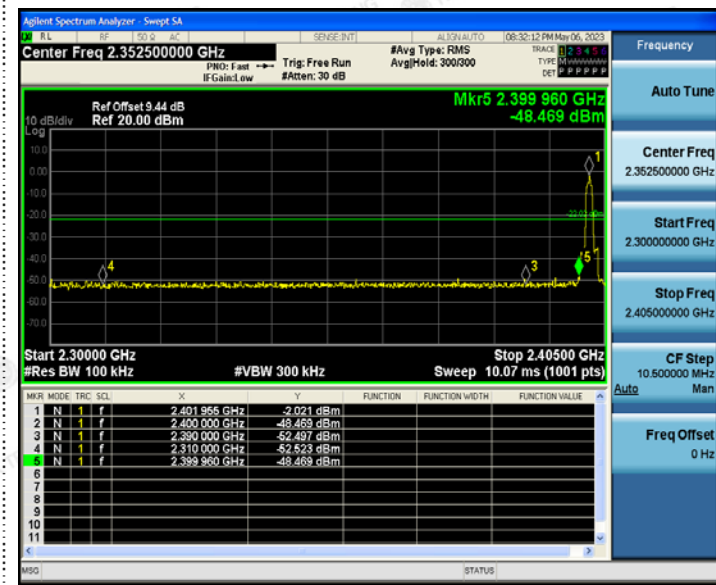 Agilent Spectrum Analyzer - Swept SA
RL RF 50 Ω AC SENSE:INT ALIGN AUTO 08:32:12 PM May 06, 2023
Center Freq 2.352500000 GHz
PNO: Fast
IFGain:Low
Trig: Free Run
#Atten: 30 dB
#Avg Type: RMS
Avg|Hold: 300/300
TRACE 1 2 3 4 5 6
TYPE M
DET P P P P P P
Ref Offset 9.44 dB
10 dB/div Ref 20.00 dBm
Log
Mkr5 2.399 960 GHz
-48.469 dBm
10.0
0.00
-10.0
-20.0
-30.0
-40.0
-50.0
-60.0
-70.0
1
-22.02 dBm
4
3
5
Start 2.30000 GHz Stop 2.40500 GHz
#Res BW 100 kHz #VBW 300 kHz Sweep 10.07 ms (1001 pts)
MKR MODE TRC SCL X Y FUNCTION FUNCTION WIDTH FUNCTION VALUE
1 N 1 f 2.401 955 GHz -2.021 dBm
2 N 1 f 2.400 000 GHz -48.469 dBm
3 N 1 f 2.390 000 GHz -52.497 dBm
4 N 1 f 2.310 000 GHz -52.523 dBm
5 N 1 f 2.399 960 GHz -48.469 dBm
6
7
8
9
10
11
MSG STATUS
Frequency
Auto Tune
Center Freq
2.352500000 GHz
Start Freq
2.300000000 GHz
Stop Freq
2.405000000 GHz
CF Step
10.500000 MHz
Auto Man
Freq Offset
0 Hz